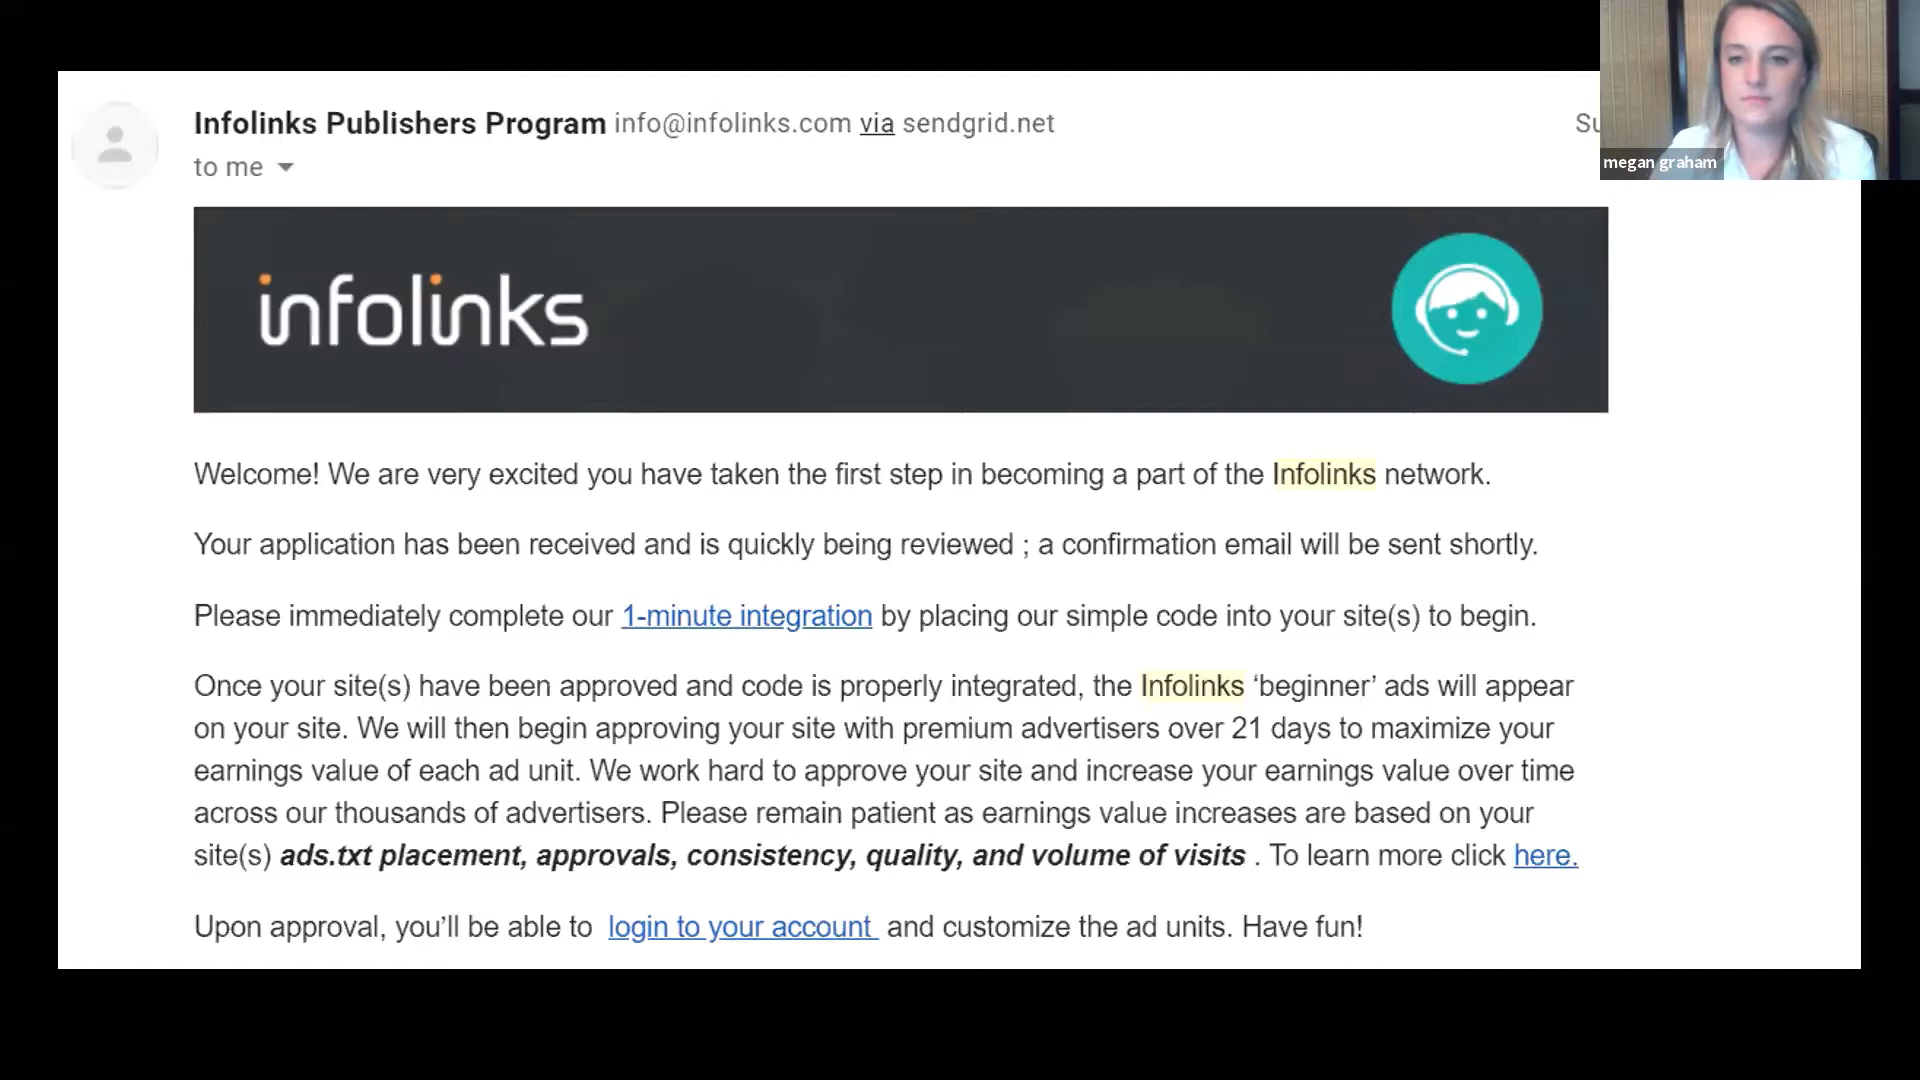 Infolinks Publishers Program info@infolinks.com via sendgrid.net
Su
to me
megan graham
infolinks
Welcome! We are very excited you have taken the first step in becoming a part of the Infolinks network.
Your application has been received and is quickly being reviewed ; a confirmation email will be sent shortly.
Please immediately complete our 1-minute integration by placing our simple code into your site(s) to begin.
Once your site(s) have been approved and code is properly integrated, the Infolinks ‘beginner’ ads will appear
on your site. We will then begin approving your site with premium advertisers over 21 days to maximize your
earnings value of each ad unit. We work hard to approve your site and increase your earnings value over time
across our thousands of advertisers. Please remain patient as earnings value increases are based on your
site(s) ads.txt placement, approvals, consistency, quality, and volume of visits . To learn more click here.
Upon approval, you’ll be able to login to your account and customize the ad units. Have fun!